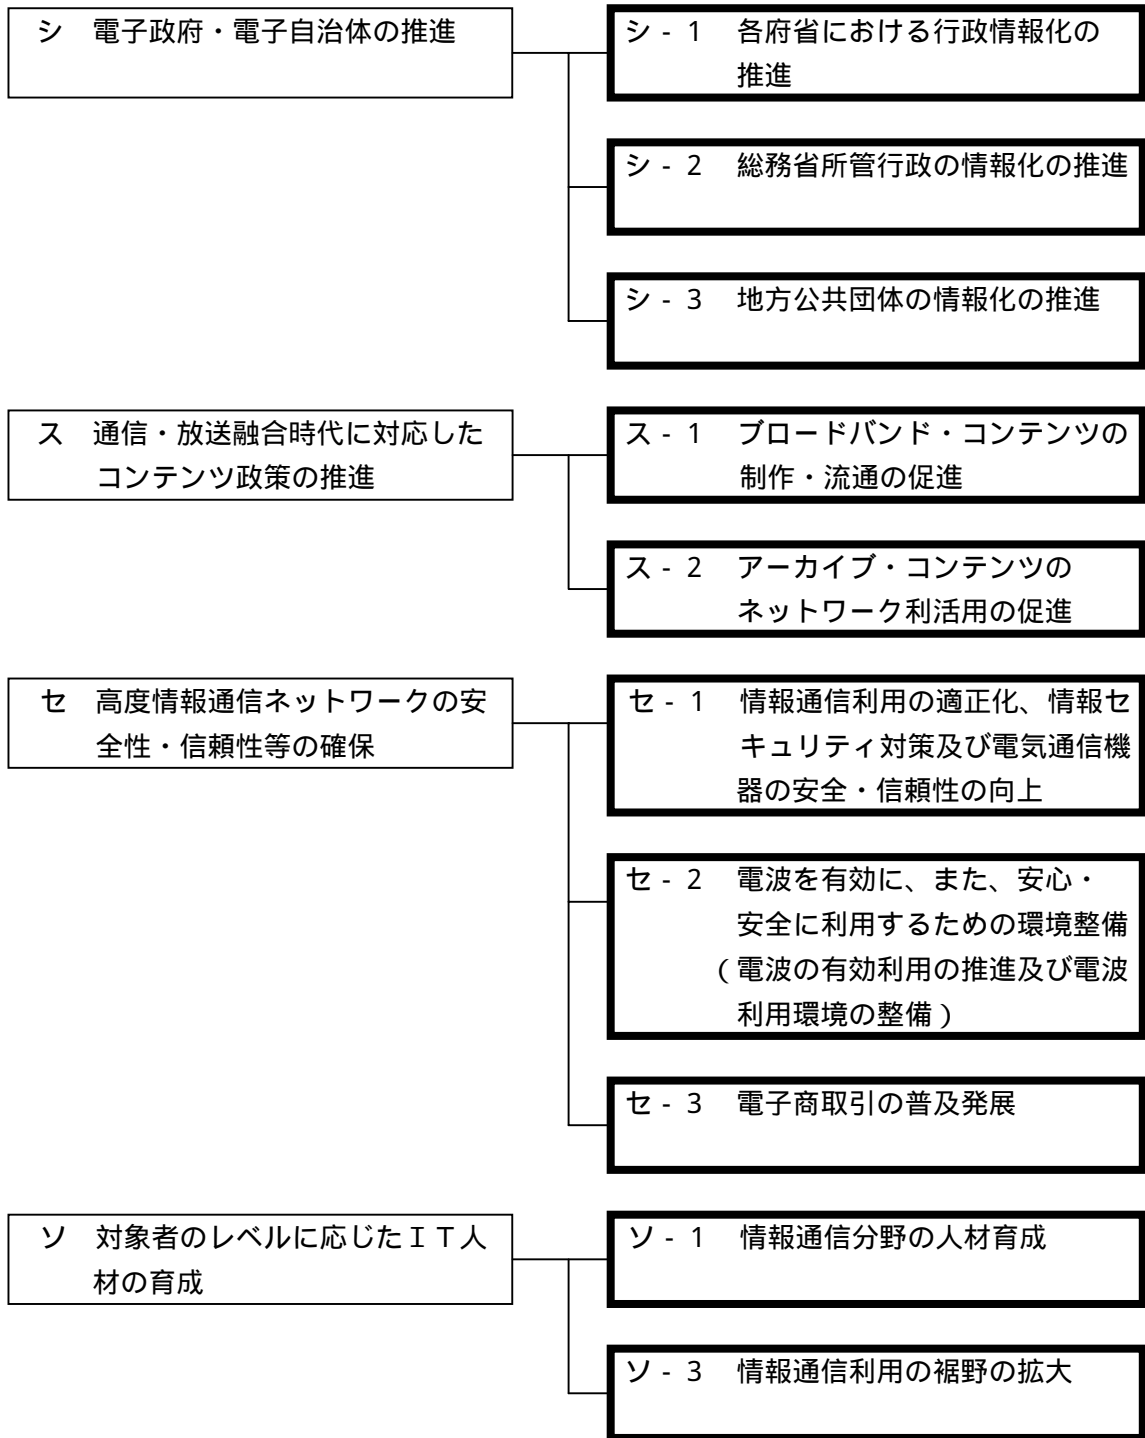 シ 電子政府・電子自治体の推進
シ - 1 各府省における行政情報化の
推進
シ - 2 総務省所管行政の情報化の推進
シ - 3 地方公共団体の情報化の推進
ス 通信・放送融合時代に対応した
コンテンツ政策の推進
ス - 1 ブロードバンド・コンテンツの
制作・流通の促進
ス - 2 アーカイブ・コンテンツの
ネットワーク利活用の促進
セ 高度情報通信ネットワークの安
全性・信頼性等の確保
セ - 1 情報通信利用の適正化、情報セ
キュリティ対策及び電気通信機
器の安全・信頼性の向上
セ - 2 電波を有効に、また、安心・
安全に利用するための環境整備
(電波の有効利用の推進及び電波
利用環境の整備)
セ - 3 電子商取引の普及発展
ソ 対象者のレベルに応じたIT人
材の育成
ソ - 1 情報通信分野の人材育成
ソ - 3 情報通信利用の裾野の拡大